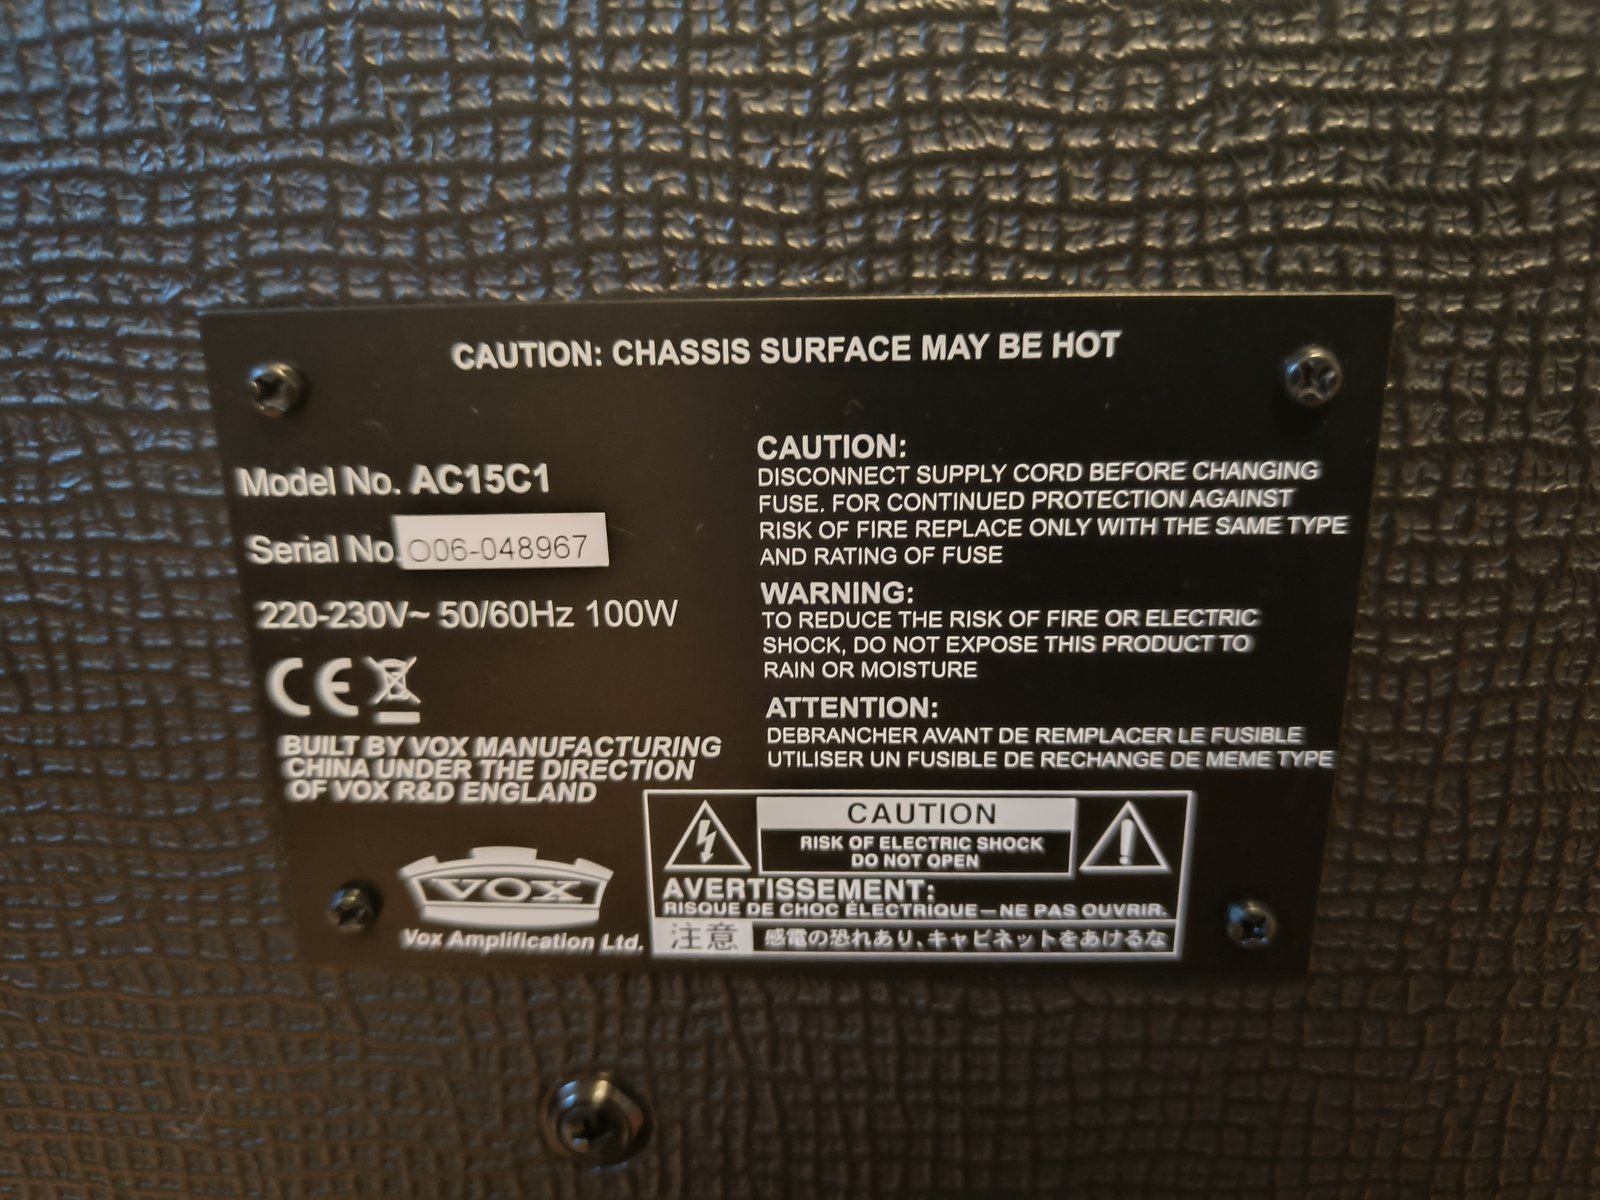 CAUTION: CHASSIS SURFACE MAY BE HOT
Model No. AC15C1
Serial No. O06-048967
220-230V~ 50/60Hz 100W
CE
BUILT BY VOX MANUFACTURING
CHINA UNDER THE DIRECTION
OF VOX R&D ENGLAND
VOX
Vox Amplification Ltd.
CAUTION:
DISCONNECT SUPPLY CORD BEFORE CHANGING
FUSE. FOR CONTINUED PROTECTION AGAINST
RISK OF FIRE REPLACE ONLY WITH THE SAME TYPE
AND RATING OF FUSE
WARNING:
TO REDUCE THE RISK OF FIRE OR ELECTRIC
SHOCK, DO NOT EXPOSE THIS PRODUCT TO
RAIN OR MOISTURE
ATTENTION:
DEBRANCHER AVANT DE REMPLACER LE FUSIBLE
UTILISER UN FUSIBLE DE RECHANGE DE MEME TYPE
CAUTION
RISK OF ELECTRIC SHOCK
DO NOT OPEN
AVERTISSEMENT:
RISQUE DE CHOC ÉLECTRIQUE—NE PAS OUVRIR.
注意 感電の恐れあり、キャビネットをあけるな